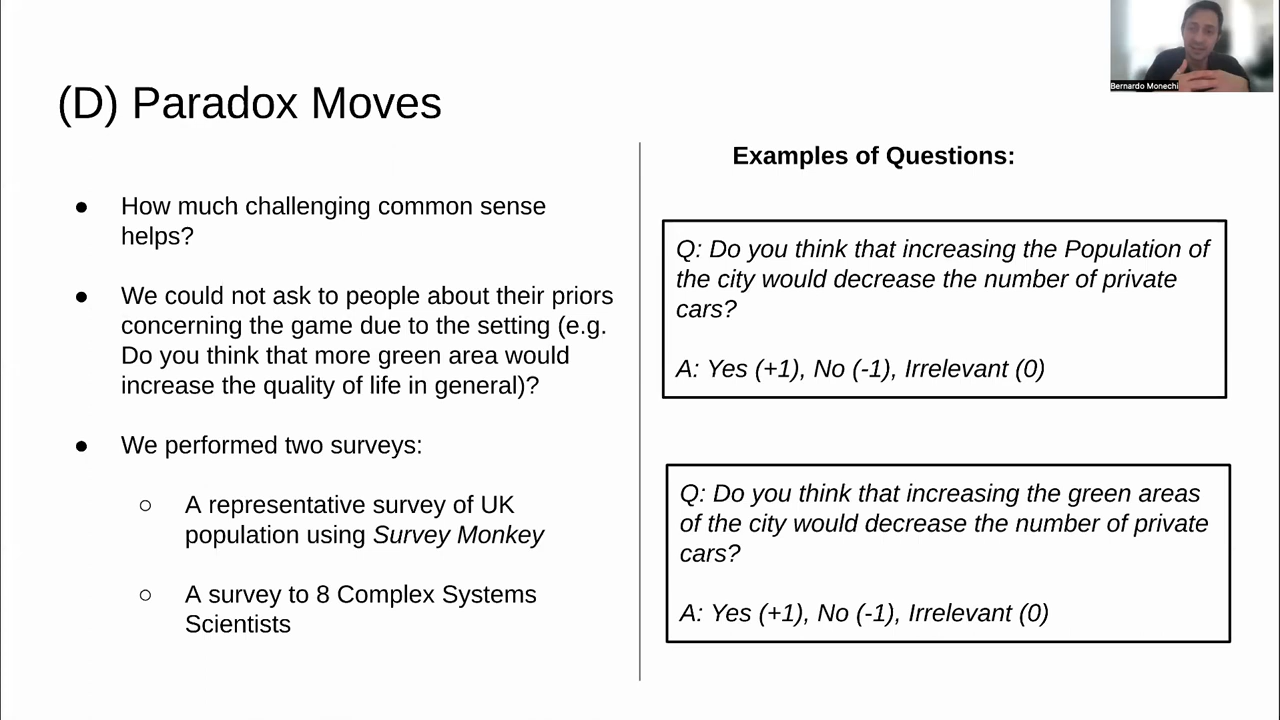 Bernardo Monechi
(D) Paradox Moves
● How much challenging common sense
helps?
● We could not ask to people about their priors
concerning the game due to the setting (e.g.
Do you think that more green area would
increase the quality of life in general)?
● We performed two surveys:
○ A representative survey of UK
population using Survey Monkey
○ A survey to 8 Complex Systems
Scientists
Examples of Questions:
Q: Do you think that increasing the Population of
the city would decrease the number of private
cars?
A: Yes (+1), No (-1), Irrelevant (0)
Q: Do you think that increasing the green areas
of the city would decrease the number of private
cars?
A: Yes (+1), No (-1), Irrelevant (0)